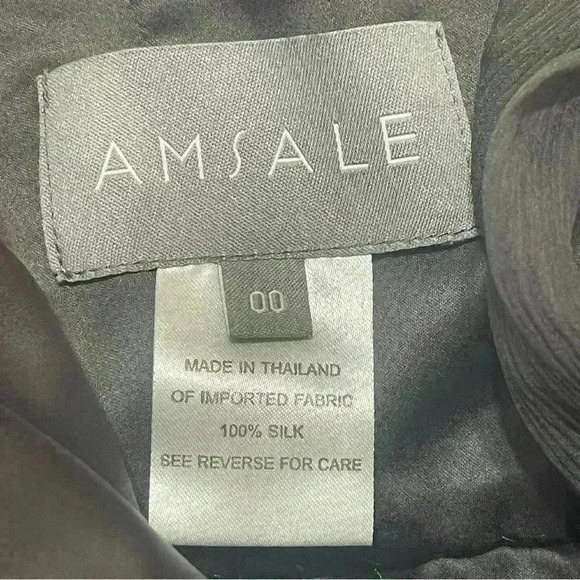 AMSALE
00
MADE IN THAILAND
OF IMPORTED FABRIC
100% SILK
SEE REVERSE FOR CARE